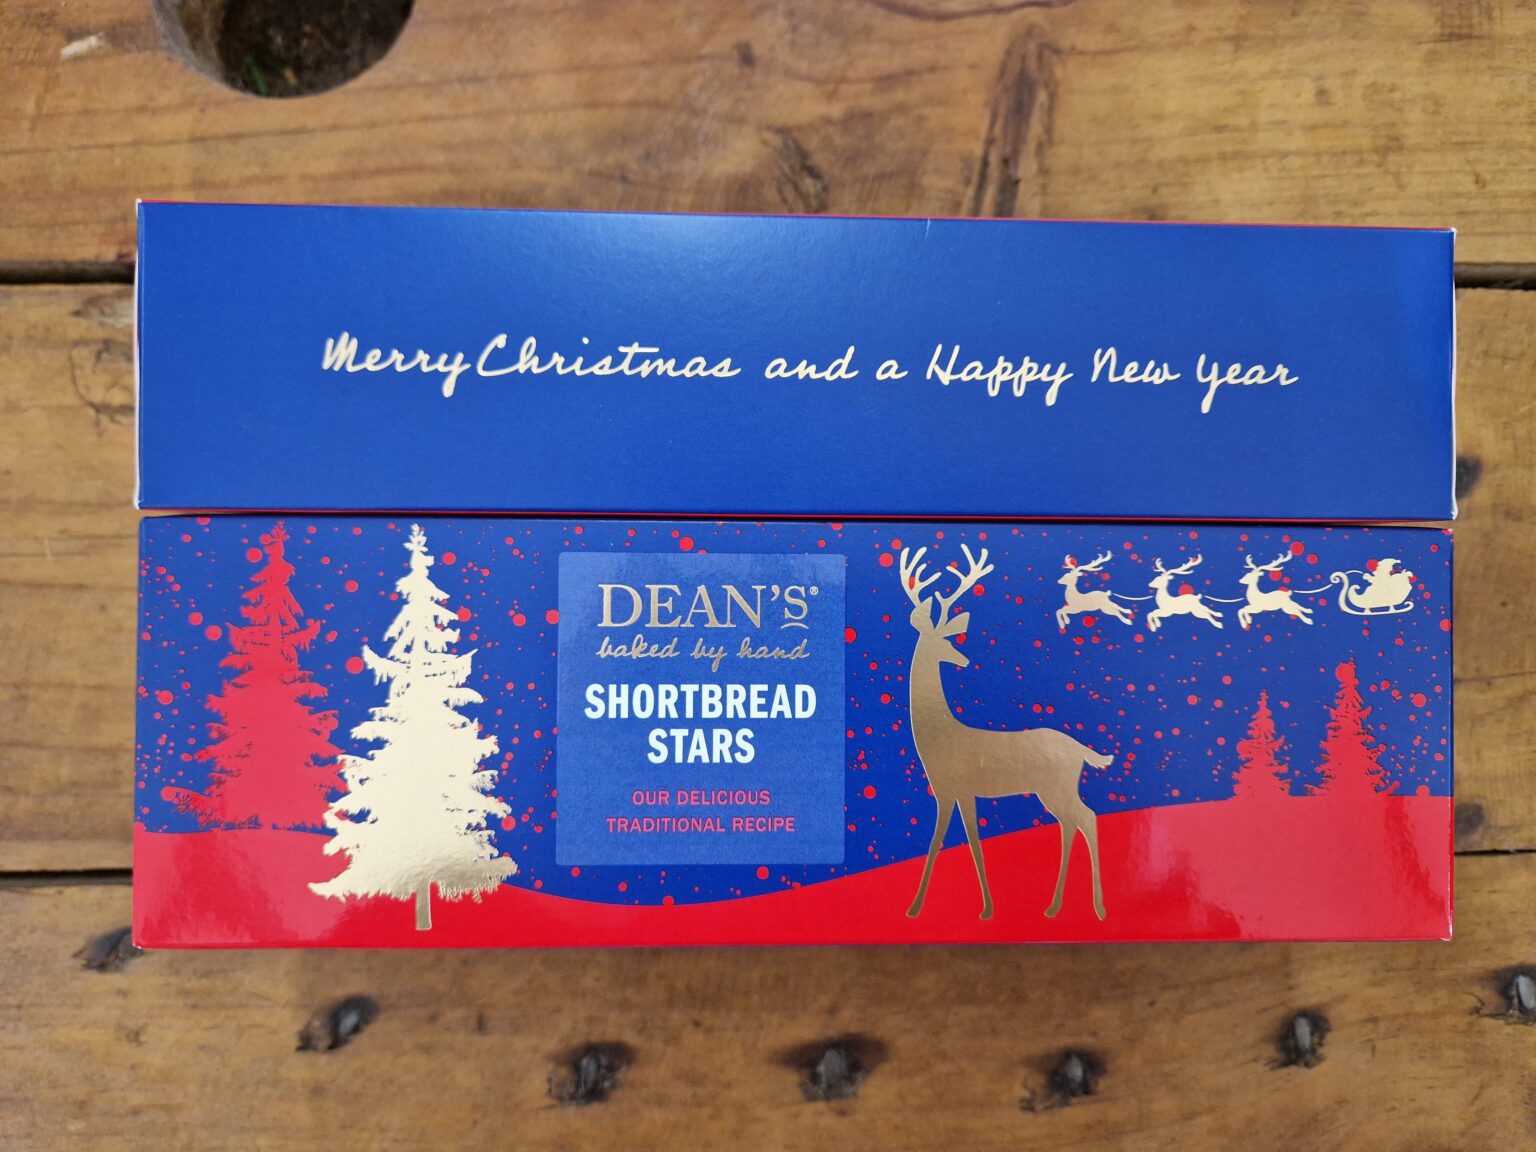 Merry Christmas and a Happy New Year
DEAN'S®
baked by hand
SHORTBREAD
STARS
OUR DELICIOUS
TRADITIONAL RECIPE